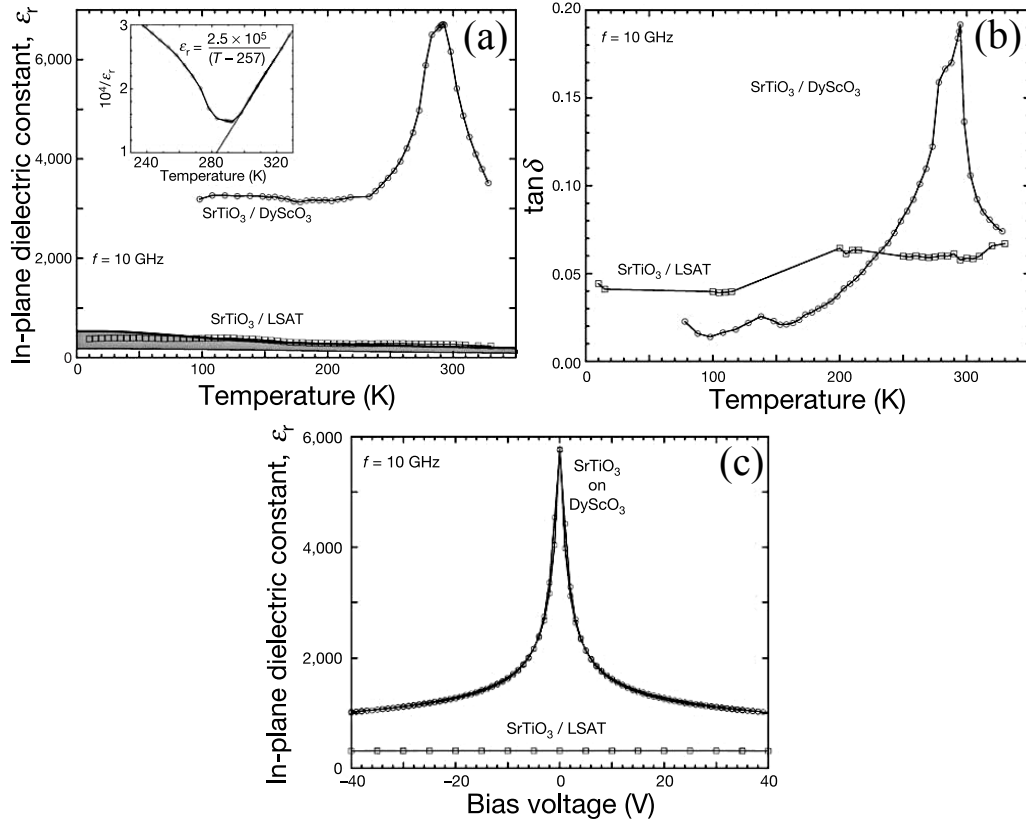 (a)
In-plane dielectric constant, εr
6,000
4,000
2,000
0
3
2
1
10⁴/εr
εr = 2.5 × 10⁵ / (T – 257)
240 280 320
Temperature (K)
SrTiO₃ / DyScO₃
f = 10 GHz
SrTiO₃ / LSAT
0 100 200 300
Temperature (K)
(b)
tan δ
0.20
0.15
0.10
0.05
0.00
f = 10 GHz
SrTiO₃ / DyScO₃
SrTiO₃ / LSAT
0 100 200 300
Temperature (K)
(c)
In-plane dielectric constant, εr
6,000
4,000
2,000
0
f = 10 GHz
SrTiO₃
on
DyScO₃
SrTiO₃ / LSAT
–40 –20 0 20 40
Bias voltage (V)